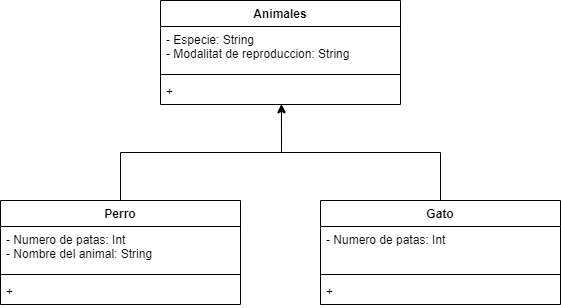 Animales
- Especie: String
- Modalitat de reproduccion: String
+
Perro
- Numero de patas: Int
- Nombre del animal: String
+
Gato
- Numero de patas: Int
+